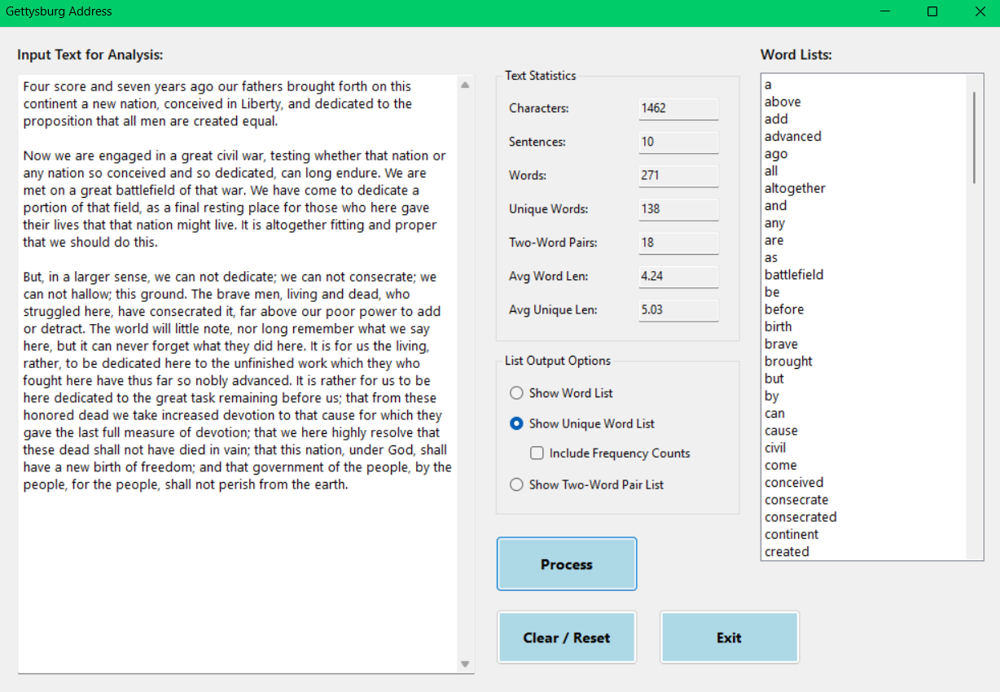 Gettysburg Address
Input Text for Analysis:
Four score and seven years ago our fathers brought forth on this
continent a new nation, conceived in Liberty, and dedicated to the
proposition that all men are created equal.
Now we are engaged in a great civil war, testing whether that nation or
any nation so conceived and so dedicated, can long endure. We are
met on a great battlefield of that war. We have come to dedicate a
portion of that field, as a final resting place for those who here gave
their lives that that nation might live. It is altogether fitting and proper
that we should do this.
But, in a larger sense, we can not dedicate; we can not consecrate; we
can not hallow; this ground. The brave men, living and dead, who
struggled here, have consecrated it, far above our poor power to add
or detract. The world will little note, nor long remember what we say
here, but it can never forget what they did here. It is for us the living,
rather, to be dedicated here to the unfinished work which they who
fought here have thus far so nobly advanced. It is rather for us to be
here dedicated to the great task remaining before us; that from these
honored dead we take increased devotion to that cause for which they
gave the last full measure of devotion; that we here highly resolve that
these dead shall not have died in vain; that this nation, under God, shall
have a new birth of freedom; and that government of the people, by the
people, for the people, shall not perish from the earth.
Text Statistics
Characters: 1462
Sentences: 10
Words: 271
Unique Words: 138
Two-Word Pairs: 18
Avg Word Len: 4.24
Avg Unique Len: 5.03
List Output Options
Show Word List
Show Unique Word List
Include Frequency Counts
Show Two-Word Pair List
Process
Clear / Reset
Exit
Word Lists:
a
above
add
advanced
ago
all
altogether
and
any
are
as
battlefield
be
before
birth
brave
brought
but
by
can
cause
civil
come
conceived
consecrate
consecrated
continent
created